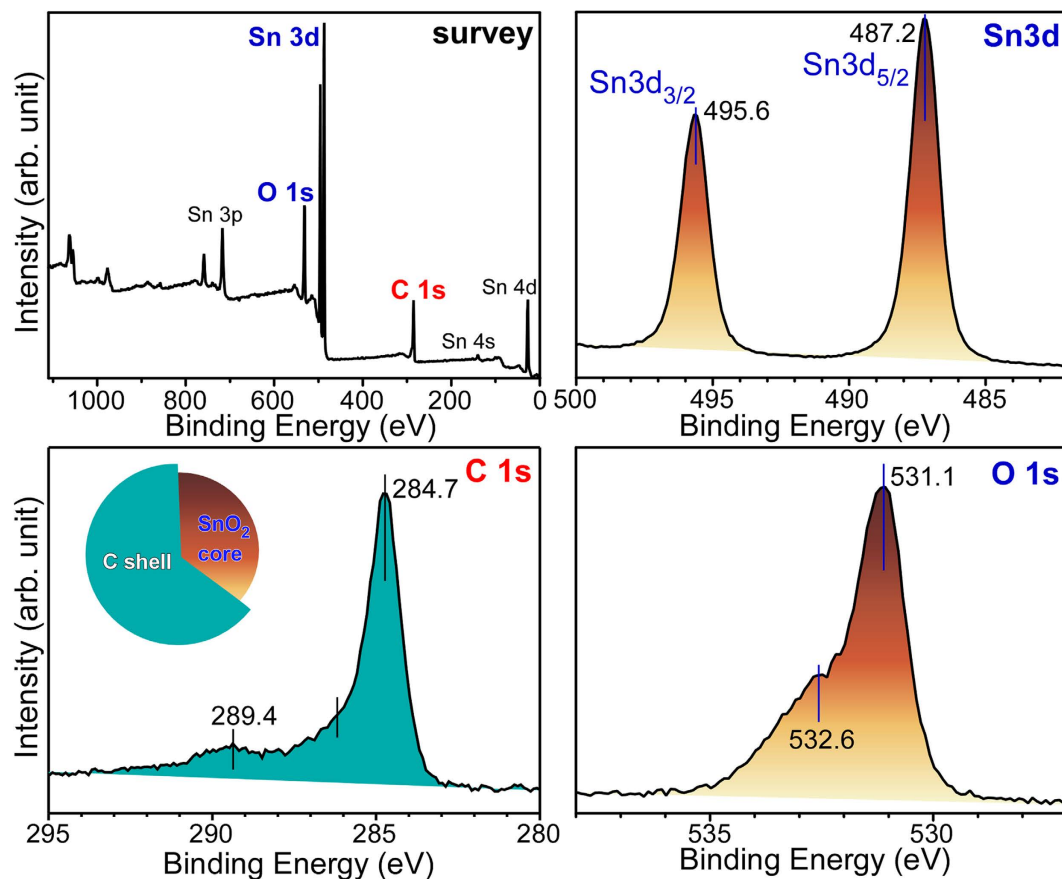 survey
Sn 3d
O 1s
Sn 3p
C 1s
Sn 4s
Sn 4d
Intensity (arb. unit)
1000 800 600 400 200 0
Binding Energy (eV)
Sn3d
487.2
Sn3d5/2
Sn3d3/2
495.6
500 495 490 485
Binding Energy (eV)
C 1s
284.7
SnO2
core
C shell
289.4
Intensity (arb. unit)
295 290 285 280
Binding Energy (eV)
O 1s
531.1
532.6
535 530
Binding Energy (eV)